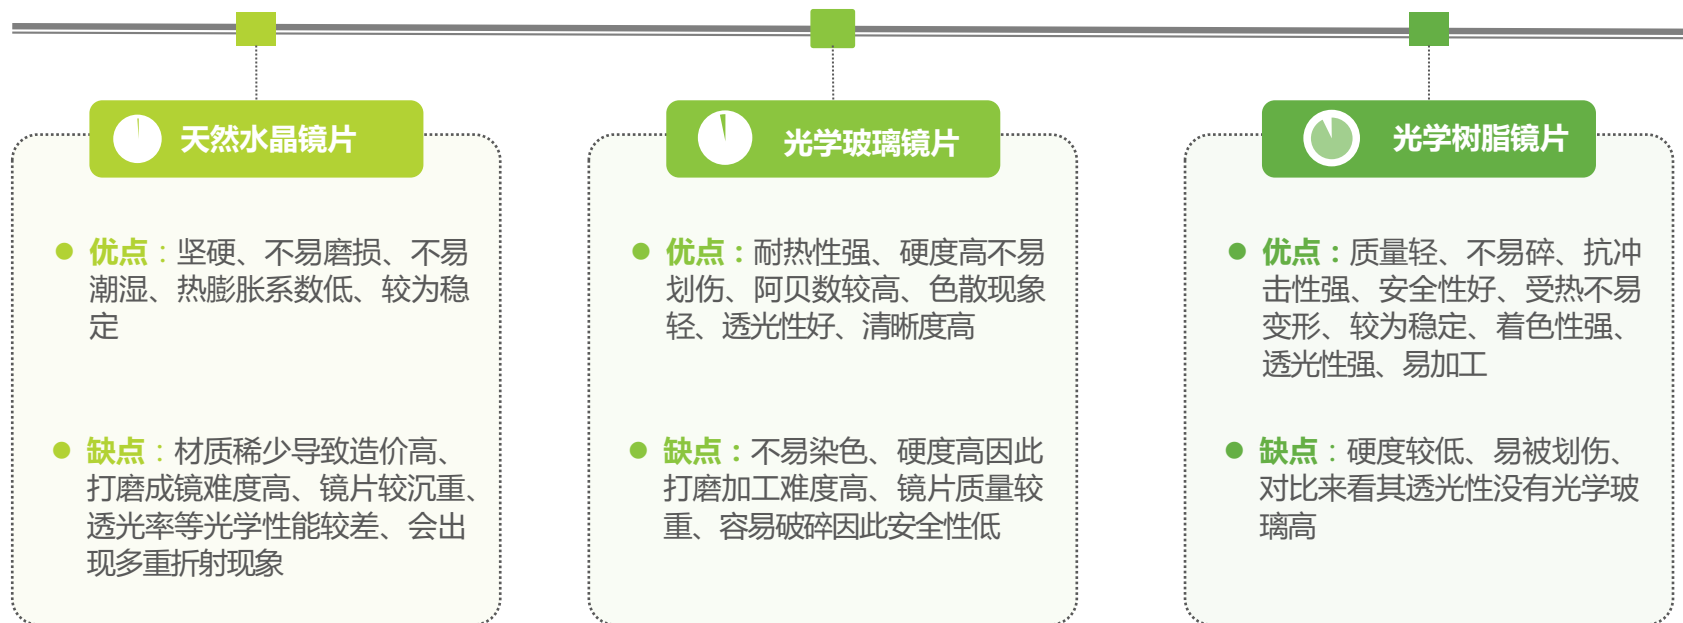 天然水晶镜片
优点：坚硬、不易磨损、不易
潮湿、热膨胀系数低、较为稳
定
缺点：材质稀少导致造价高、
打磨成镜难度高、镜片较沉重、
透光率等光学性能较差、会出
现多重折射现象
光学玻璃镜片
优点：耐热性强、硬度高不易
划伤、阿贝数较高、色散现象
轻、透光性好、清晰度高
缺点：不易染色、硬度高因此
打磨加工难度高、镜片质量较
重、容易破碎因此安全性低
光学树脂镜片
优点：质量轻、不易碎、抗冲
击性强、安全性好、受热不易
变形、较为稳定、着色性强、
透光性强、易加工
缺点：硬度较低、易被划伤、
对比来看其透光性没有光学玻
璃高